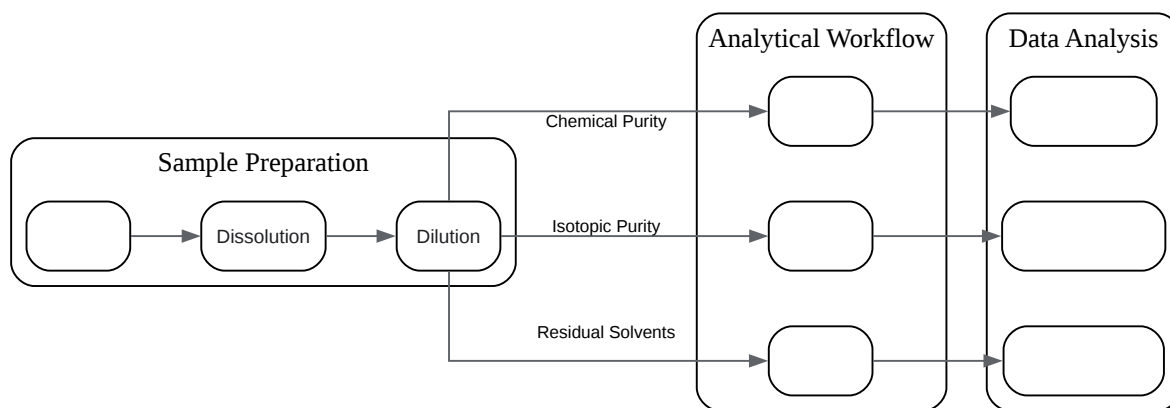 Analytical Workflow
Data Analysis
Chemical Purity
Sample Preparation
Dissolution
Dilution
Isotopic Purity
Residual Solvents